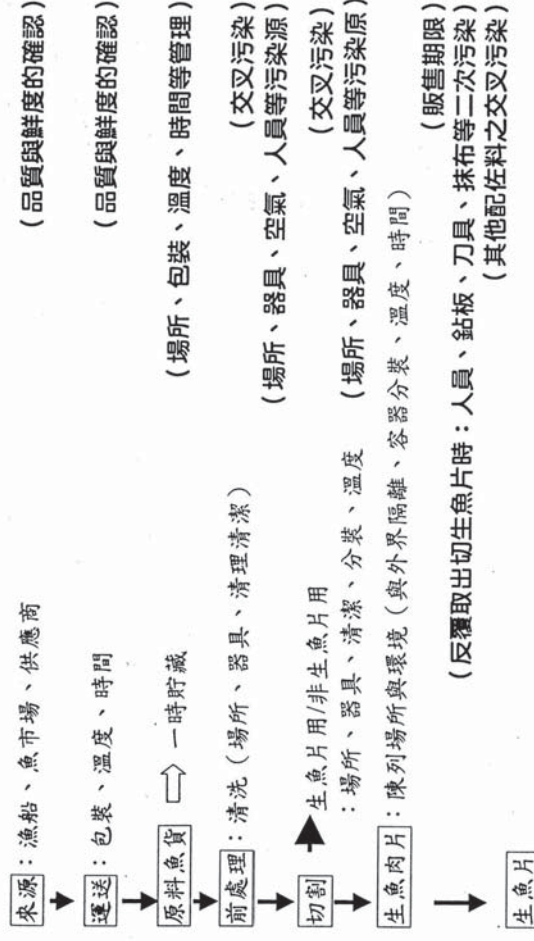 來源：漁船、魚市場、供應商
（品質與鮮度的確認）
運送：包裝、溫度、時間
（品質與鮮度的確認）
原料魚貨 一時貯藏
（場所、包裝、溫度、時間等管理）
前處理：清洗（場所、器具、清理清潔）
（交叉污染）
（場所、器具、空氣、人員等污染源）
切割 生魚片用/非生魚片用
（交叉污染）
：場所、器具、清潔、分裝、溫度
（場所、器具、空氣、人員等污染原）
生魚肉片：陳列場所與環境（與外界隔離、容器分裝、溫度、時間）
（販售期限）
（反覆取出切生魚片時：人員、鉆板、刀具、抹布等二次污染）
（其他配佐料之交叉污染）
生魚片